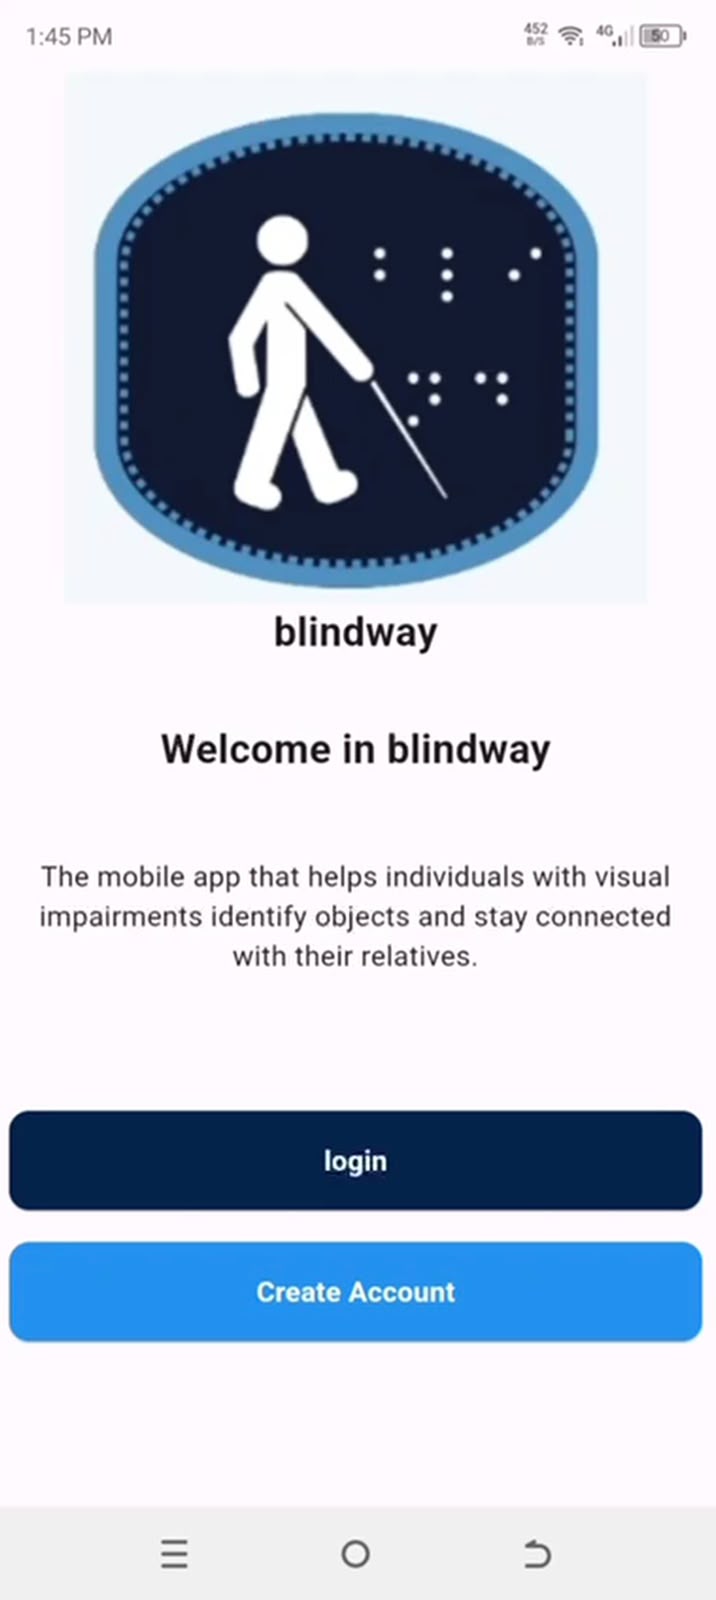 1:45 PM
452
B/S
4G
50
⠃⠇⠊
⠝⠙
blindway
Welcome in blindway
The mobile app that helps individuals with visual
impairments identify objects and stay connected
with their relatives.
login
Create Account